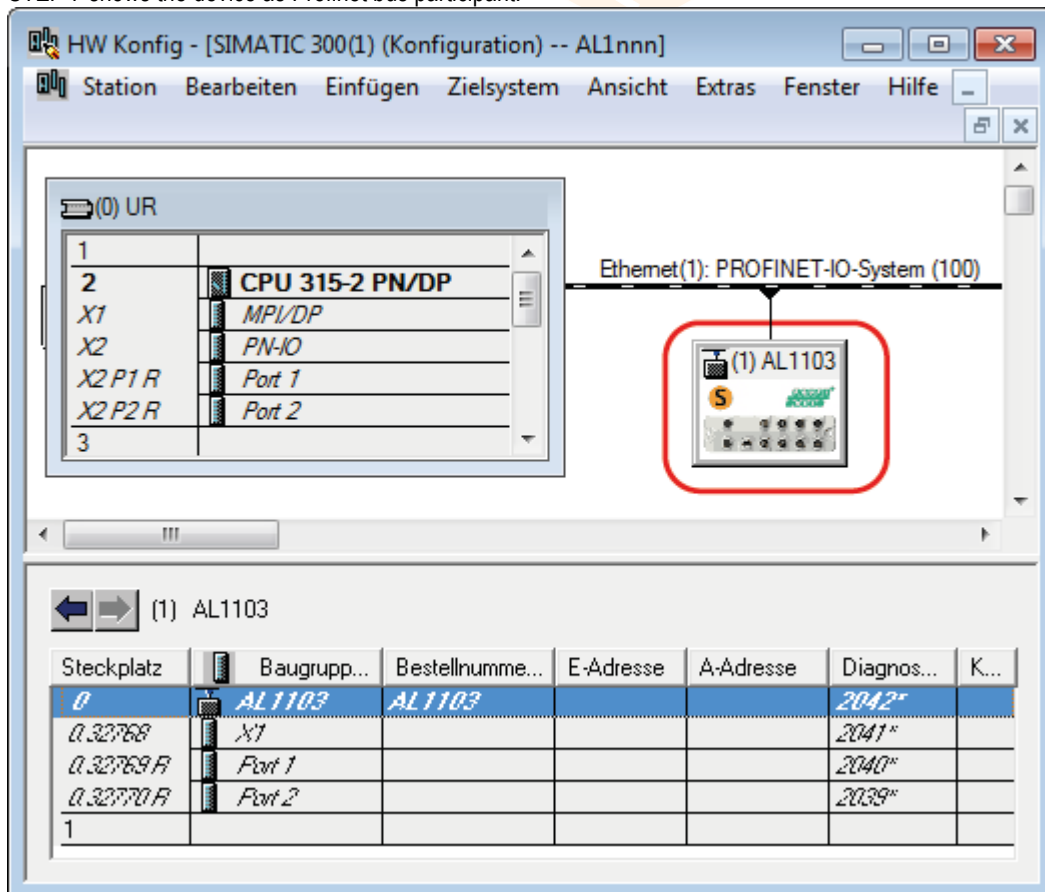 HW Konfig - [SIMATIC 300(1) (Konfiguration) -- AL1nnn]
Station Bearbeiten Einfügen Zielsystem Ansicht Extras Fenster Hilfe
(0) UR
1
2 CPU 315-2 PN/DP
X1 MPI/DP
X2 PN-IO
X2 P1 R Port 1
X2 P2 R Port 2
3
Ethernet(1): PROFINET-IO-System (100)
(1) AL1103
S
(1) AL1103
Steckplatz Baugrupp... Bestellnumme... E-Adresse A-Adresse Diagnos... K...
0 AL1103 AL1103 2042*
0.32768 X1 2041*
0.32769 R Port 1 2040*
0.32770 R Port 2 2039*
1